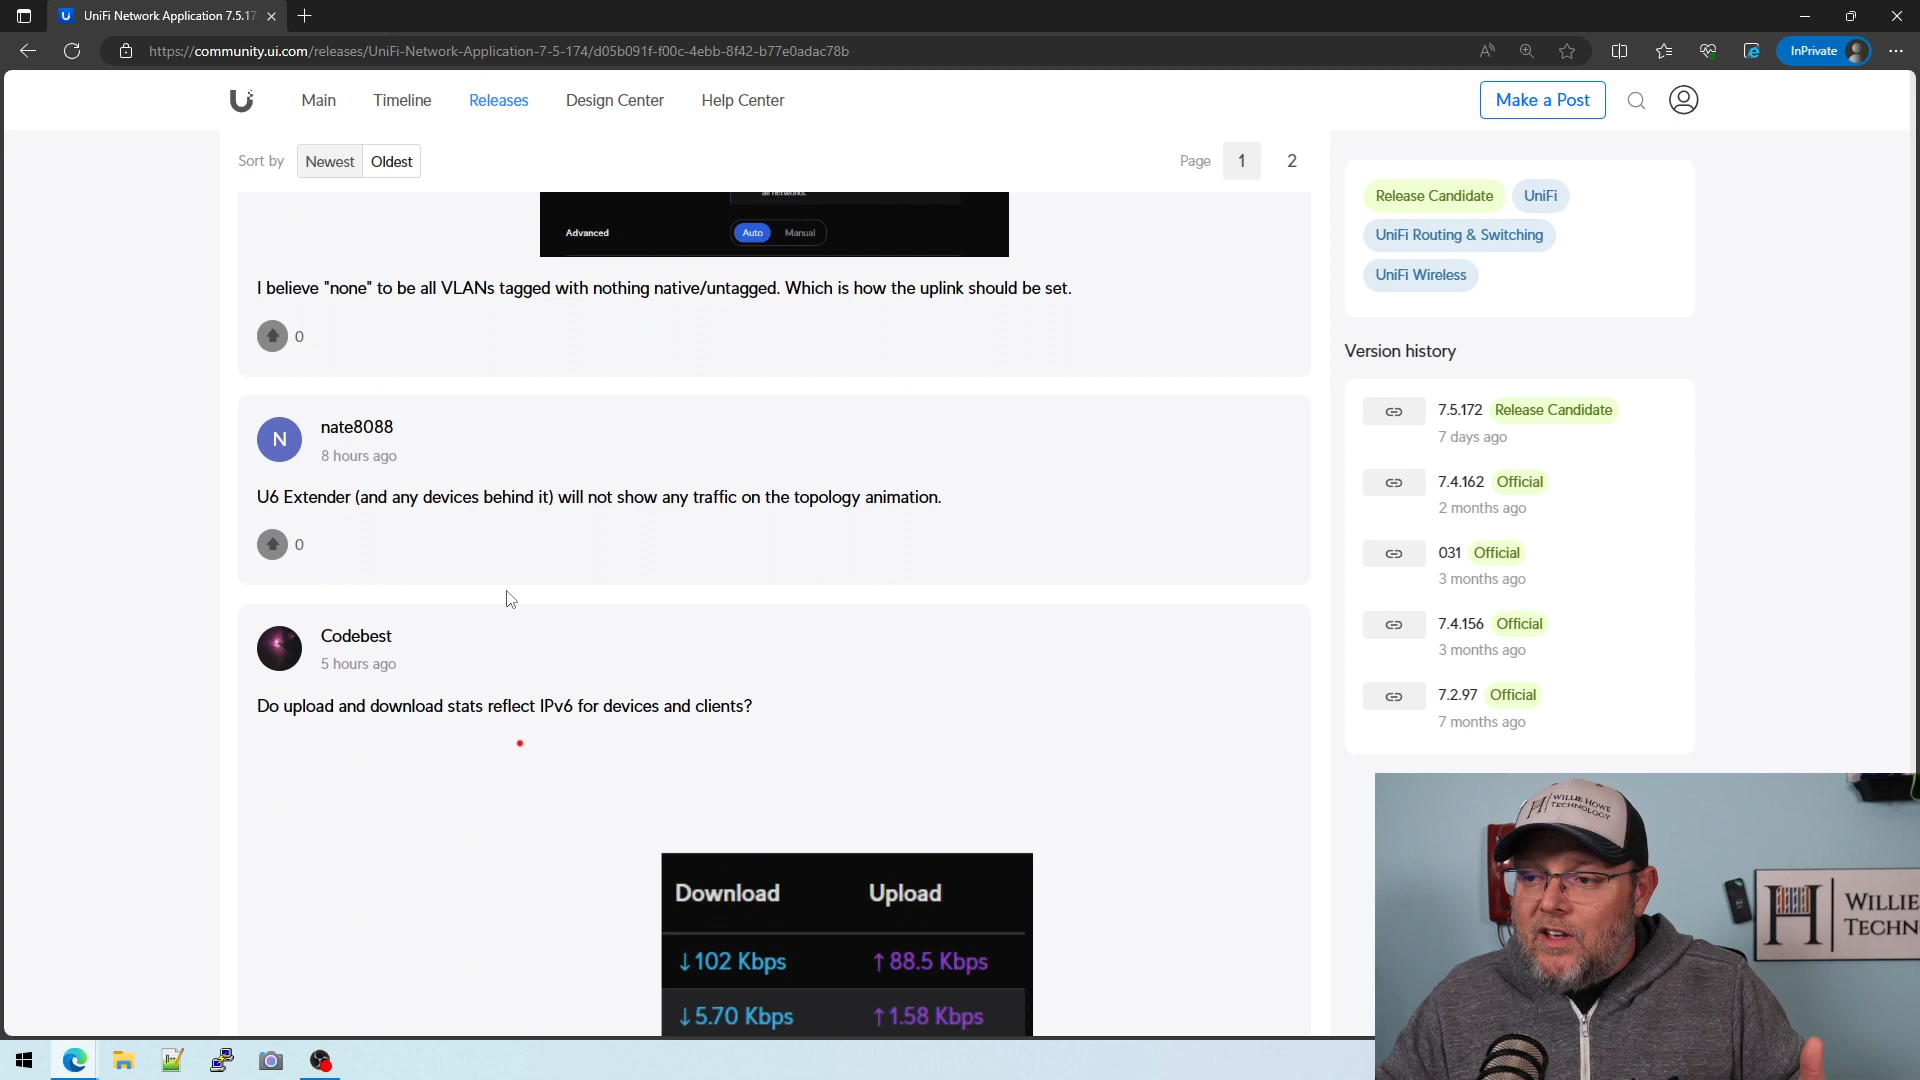 UniFi Network Application 7.5.17
https://community.ui.com/releases/UniFi-Network-Application-7-5-174/d05b091f-f00c-4ebb-8f42-b77e0adac78b
InPrivate
Main Timeline Releases Design Center Help Center
Make a Post
Sort by Newest Oldest
Page 1 2
all networks.
Advanced Auto Manual
I believe "none" to be all VLANs tagged with nothing native/untagged. Which is how the uplink should be set.
0
N
nate8088
8 hours ago
U6 Extender (and any devices behind it) will not show any traffic on the topology animation.
0
Codebest
5 hours ago
Do upload and download stats reflect IPv6 for devices and clients?
Download Upload
↓102 Kbps ↑88.5 Kbps
↓5.70 Kbps ↑1.58 Kbps
Release Candidate UniFi
UniFi Routing & Switching
UniFi Wireless
Version history
7.5.172 Release Candidate
7 days ago
7.4.162 Official
2 months ago
031 Official
3 months ago
7.4.156 Official
3 months ago
7.2.97 Official
7 months ago
WILLIE HOWE
TECHNOLOGY
WILLIE
TECHN